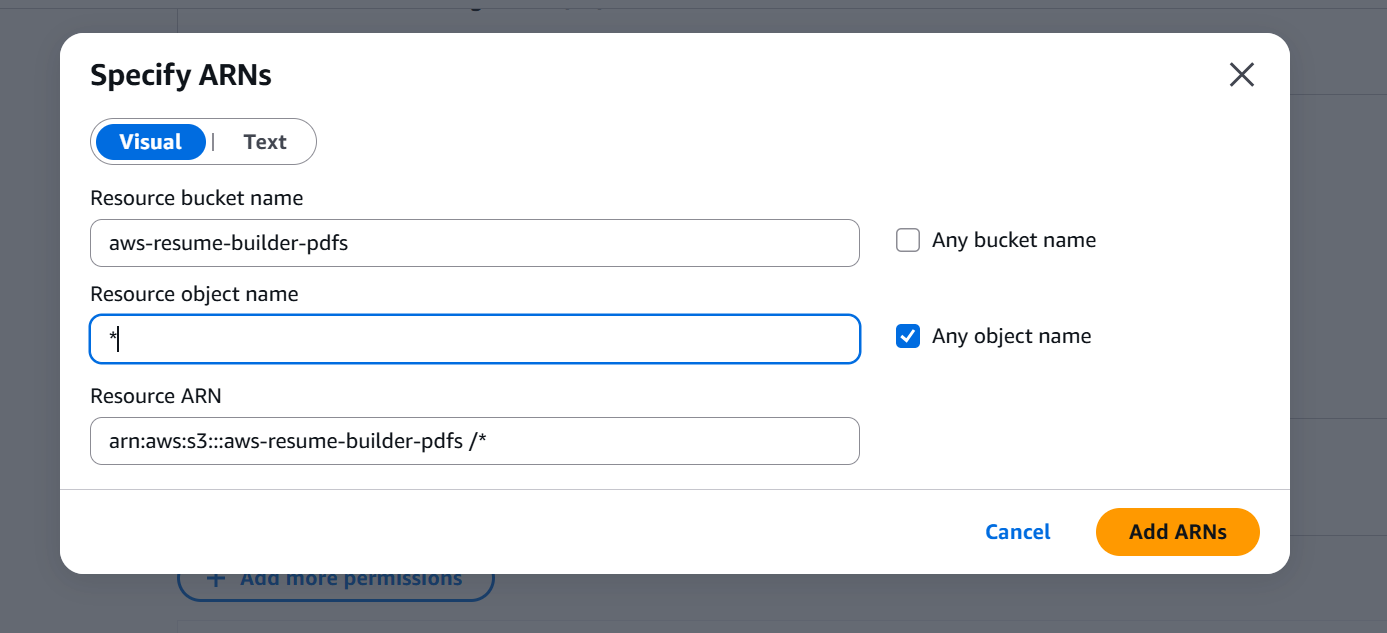 Specify ARNs
Visual | Text
Resource bucket name
aws-resume-builder-pdfs
Any bucket name
Resource object name
*
Any object name
Resource ARN
arn:aws:s3:::aws-resume-builder-pdfs /*
Cancel
Add ARNs
+ Add more permissions